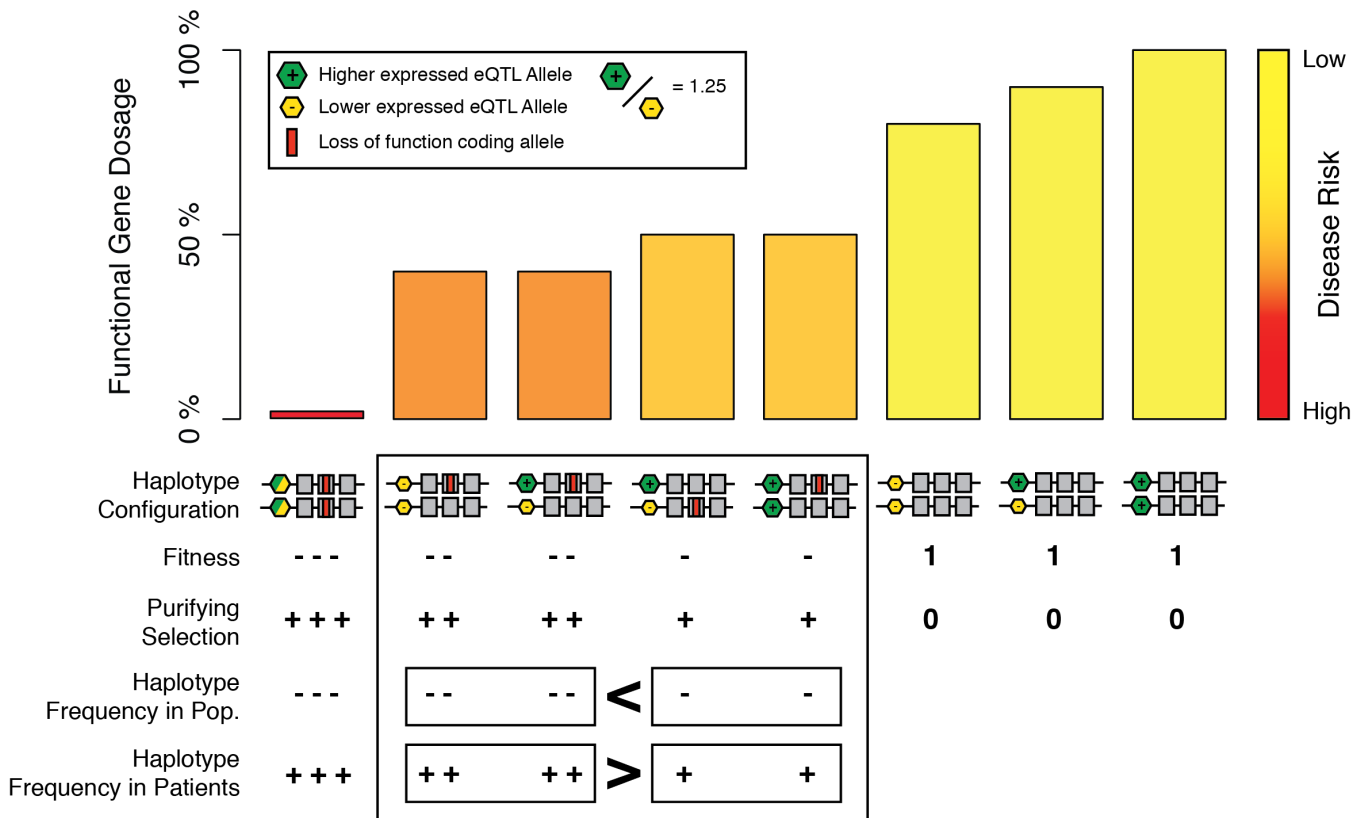 100 %
50 %
0 %
Functional Gene Dosage
+ Higher expressed eQTL Allele
- Lower expressed eQTL Allele
Loss of function coding allele
+ / - = 1.25
Low
Disease Risk
High
Haplotype
Configuration
Fitness
- - - - - - - - - 1 1 1
Purifying
Selection
+ + + + + + + + + 0 0 0
Haplotype
Frequency in Pop.
- - - - - - - < - -
Haplotype
Frequency in Patients
+ + + + + + + > + +